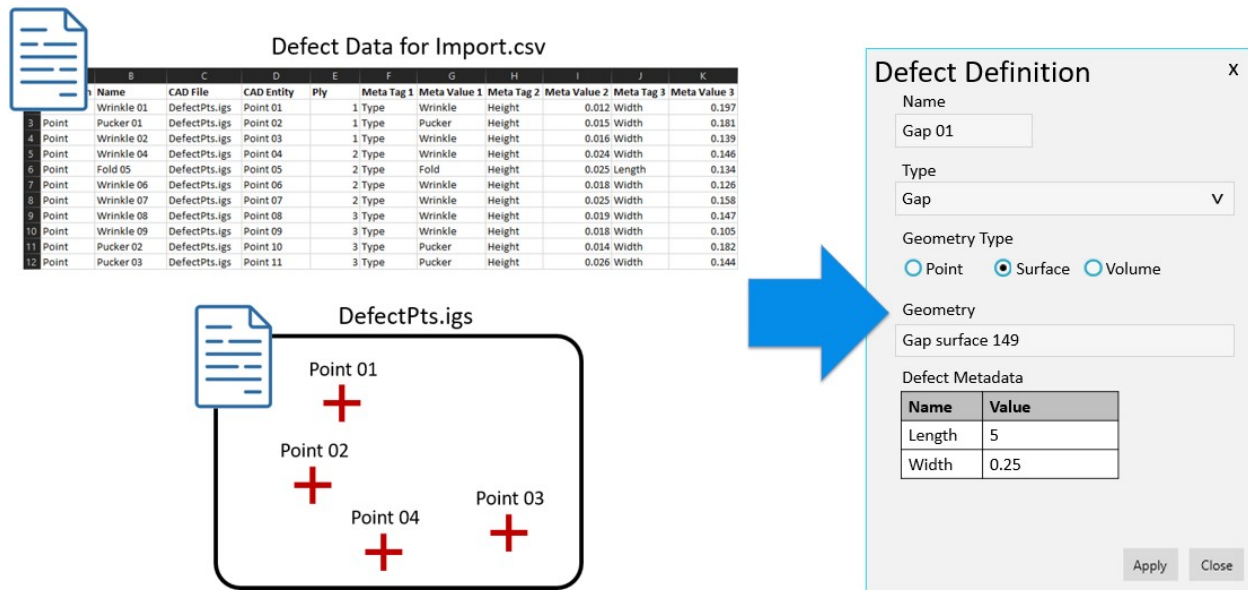 Defect Data for Import.csv
B C D E F G H I J K
n Name CAD File CAD Entity Ply Meta Tag 1 Meta Value 1 Meta Tag 2 Meta Value 2 Meta Tag 3 Meta Value 3
Wrinkle 01 DefectPts.igs Point 01 1 Type Wrinkle Height 0.012 Width 0.197
3 Point Pucker 01 DefectPts.igs Point 02 1 Type Pucker Height 0.015 Width 0.181
4 Point Wrinkle 02 DefectPts.igs Point 03 1 Type Wrinkle Height 0.016 Width 0.139
5 Point Wrinkle 04 DefectPts.igs Point 04 2 Type Wrinkle Height 0.024 Width 0.146
6 Point Fold 05 DefectPts.igs Point 05 2 Type Fold Height 0.025 Length 0.134
7 Point Wrinkle 06 DefectPts.igs Point 06 2 Type Wrinkle Height 0.018 Width 0.126
8 Point Wrinkle 07 DefectPts.igs Point 07 2 Type Wrinkle Height 0.025 Width 0.158
9 Point Wrinkle 08 DefectPts.igs Point 08 3 Type Wrinkle Height 0.019 Width 0.147
10 Point Wrinkle 09 DefectPts.igs Point 09 3 Type Wrinkle Height 0.018 Width 0.105
11 Point Pucker 02 DefectPts.igs Point 10 3 Type Pucker Height 0.014 Width 0.182
12 Point Pucker 03 DefectPts.igs Point 11 3 Type Pucker Height 0.026 Width 0.144
DefectPts.igs
Point 01
Point 02
Point 03
Point 04
Defect Definition X
Name
Gap 01
Type
Gap V
Geometry Type
Point Surface Volume
Geometry
Gap surface 149
Defect Metadata
Name Value
Length 5
Width 0.25
Apply Close